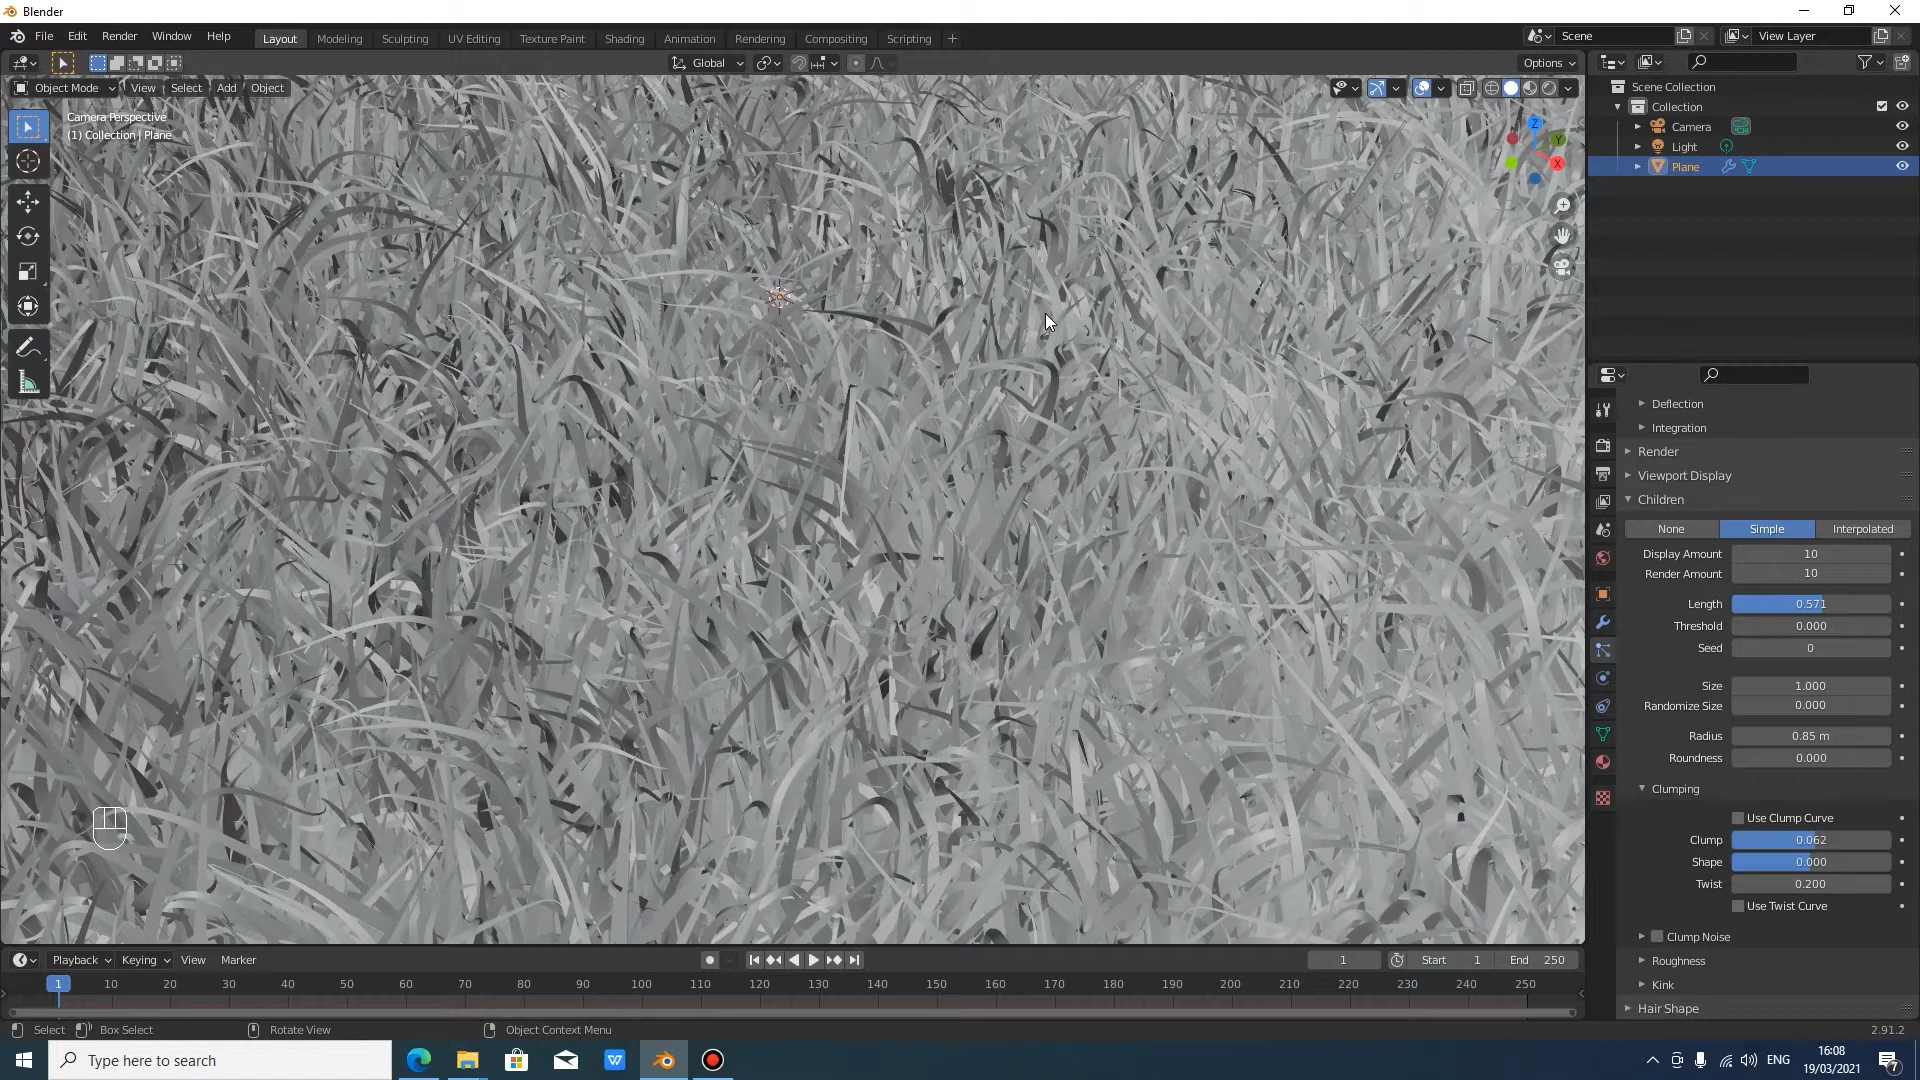 Blender
File Edit Render Window Help
Layout Modeling Sculpting UV Editing Texture Paint Shading Animation Rendering Compositing Scripting +
Scene
View Layer
Global
Options
Object Mode View Select Add Object
Camera Perspective
(1) Collection | Plane
Z
Y
X
Scene Collection
Collection
Camera
Light
Plane
Deflection
Integration
Render
Viewport Display
Children
None Simple Interpolated
Display Amount 10
Render Amount 10
Length 0.571
Threshold 0.000
Seed 0
Size 1.000
Randomize Size 0.000
Radius 0.85 m
Roundness 0.000
Clumping
Use Clump Curve
Clump 0.062
Shape 0.000
Twist 0.200
Use Twist Curve
Clump Noise
Roughness
Kink
Hair Shape
Playback Keying View Marker
1 Start 1 End 250
1 10 20 30 40 50 60 70 80 90 100 110 120 130 140 150 160 170 180 190 200 210 220 230 240 250
Select Box Select Rotate View Object Context Menu
2.91.2
Type here to search
ENG
16:08
19/03/2021
7